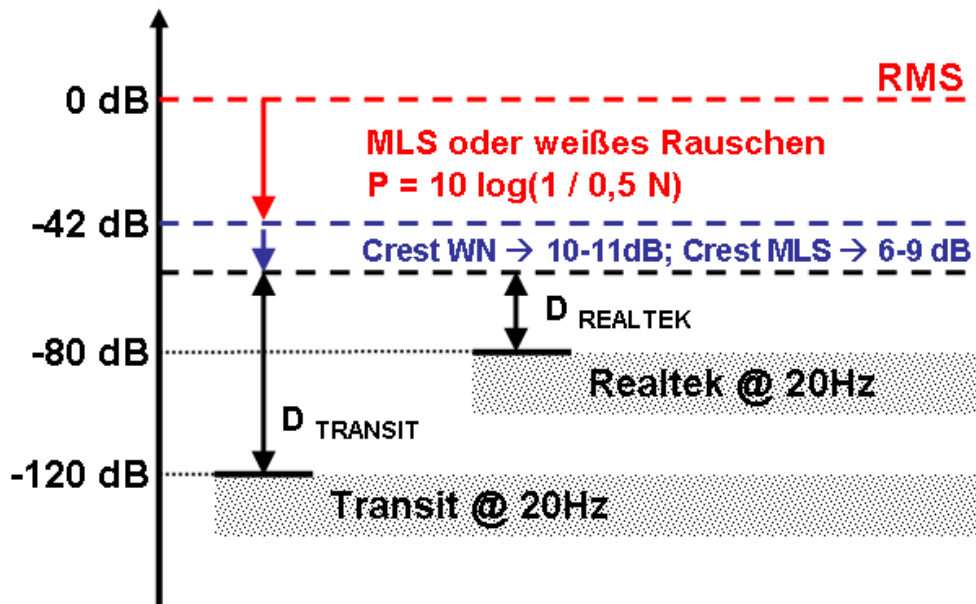 RMS
0 dB
MLS oder weißes Rauschen
P = 10 log(1 / 0,5 N)
-42 dB
Crest WN → 10-11dB; Crest MLS → 6-9 dB
D REALTEK
-80 dB
Realtek @ 20Hz
D TRANSIT
-120 dB
Transit @ 20Hz